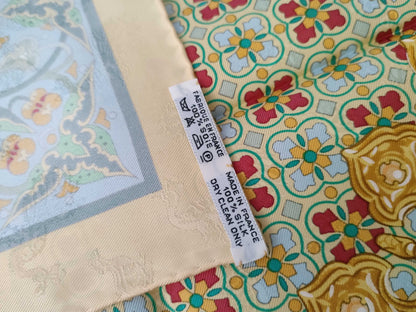 FABRIQUE EN FRANCE
100 % SOIE
MADE IN FRANCE
100 % SILK
DRY CLEAN ONLY